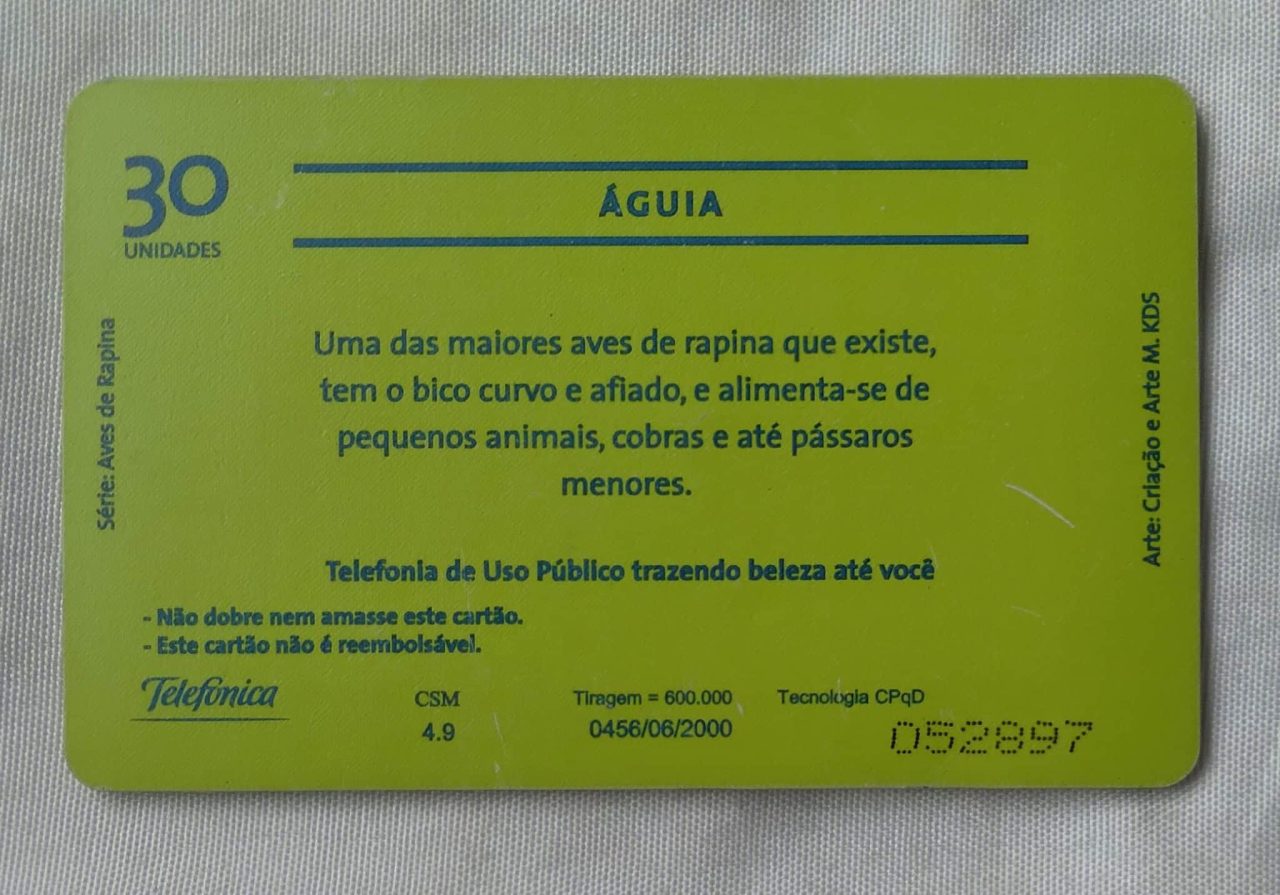 30
UNIDADES
ÁGUIA
Série: Aves de Rapina
Uma das maiores aves de rapina que existe,
tem o bico curvo e afiado, e alimenta-se de
pequenos animais, cobras e até pássaros
menores.
Arte: Criação e Arte M. KDS
Telefonia de Uso Público trazendo beleza até você
- Não dobre nem amasse este cartão.
- Este cartão não é reembolsável.
Telefónica
CSM
4.9
Tiragem = 600.000
0456/06/2000
Tecnologia CPqD
052897